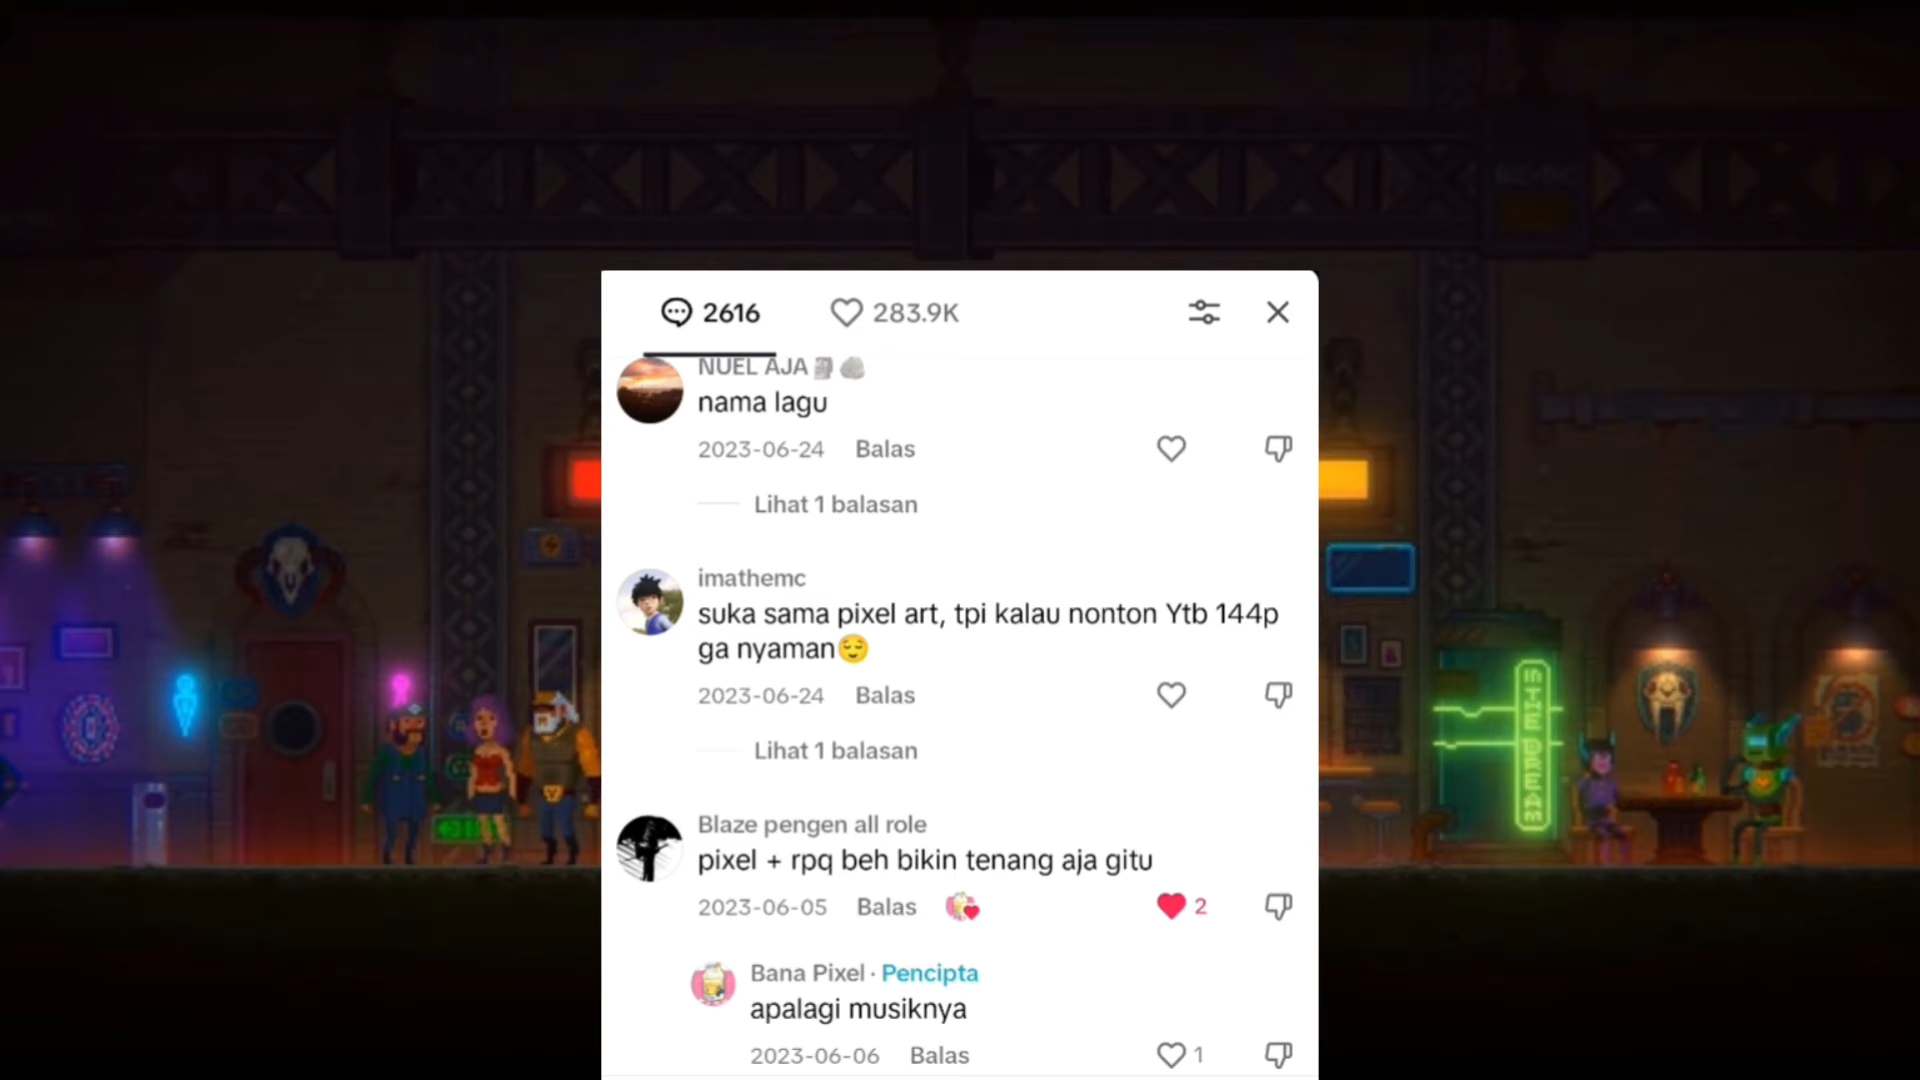 2616 283.9K
NUEL AJA🗿🪨
nama lagu
2023-06-24 Balas
Lihat 1 balasan
imathemc
suka sama pixel art, tpi kalau nonton Ytb 144p
ga nyaman😌
2023-06-24 Balas
Lihat 1 balasan
Blaze pengen all role
pixel + rpq beh bikin tenang aja gitu
2023-06-05 Balas 2
Bana Pixel · Pencipta
apalagi musiknya
2023-06-06 Balas 1
IN THE DREAM